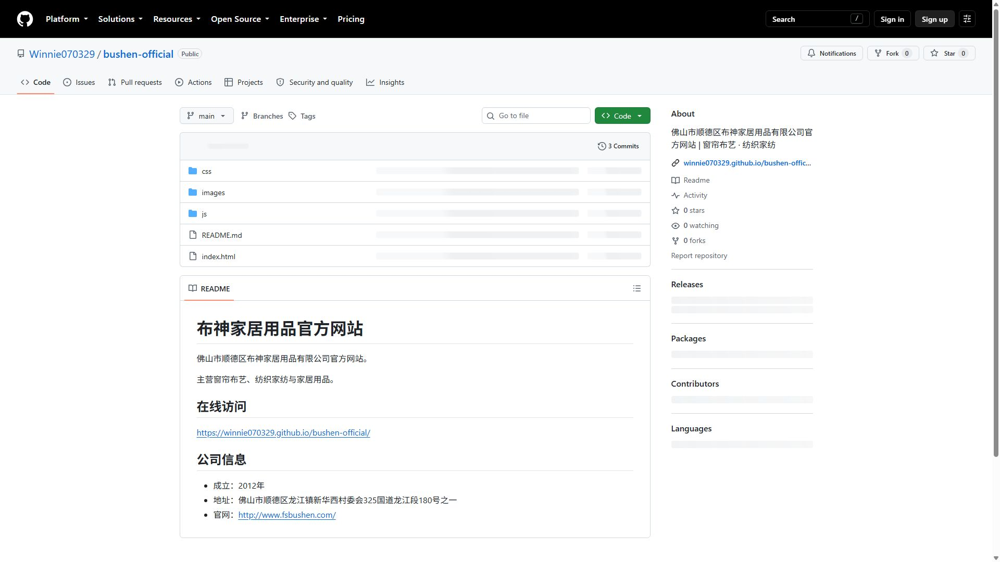 Platform Solutions Resources Open Source Enterprise Pricing Search / Sign in Sign up
Winnie070329 / bushen-official Public Notifications Fork 0 Star 0
Code Issues Pull requests Actions Projects Security and quality Insights
main Branches Tags Go to file Code
3 Commits
css
images
js
README.md
index.html
README
布神家居用品官方网站
佛山市顺德区布神家居用品有限公司官方网站。
主营窗帘布艺、纺织家纺与家居用品。
在线访问
https://winnie070329.github.io/bushen-official/
公司信息
成立：2012年
地址：佛山市顺德区龙江镇新华西村委会325国道龙江段180号之一
官网：http://www.fsbushen.com/
About
佛山市顺德区布神家居用品有限公司官
方网站 | 窗帘布艺 · 纺织家纺
winnie070329.github.io/bushen-offic...
Readme
Activity
0 stars
0 watching
0 forks
Report repository
Releases
Packages
Contributors
Languages